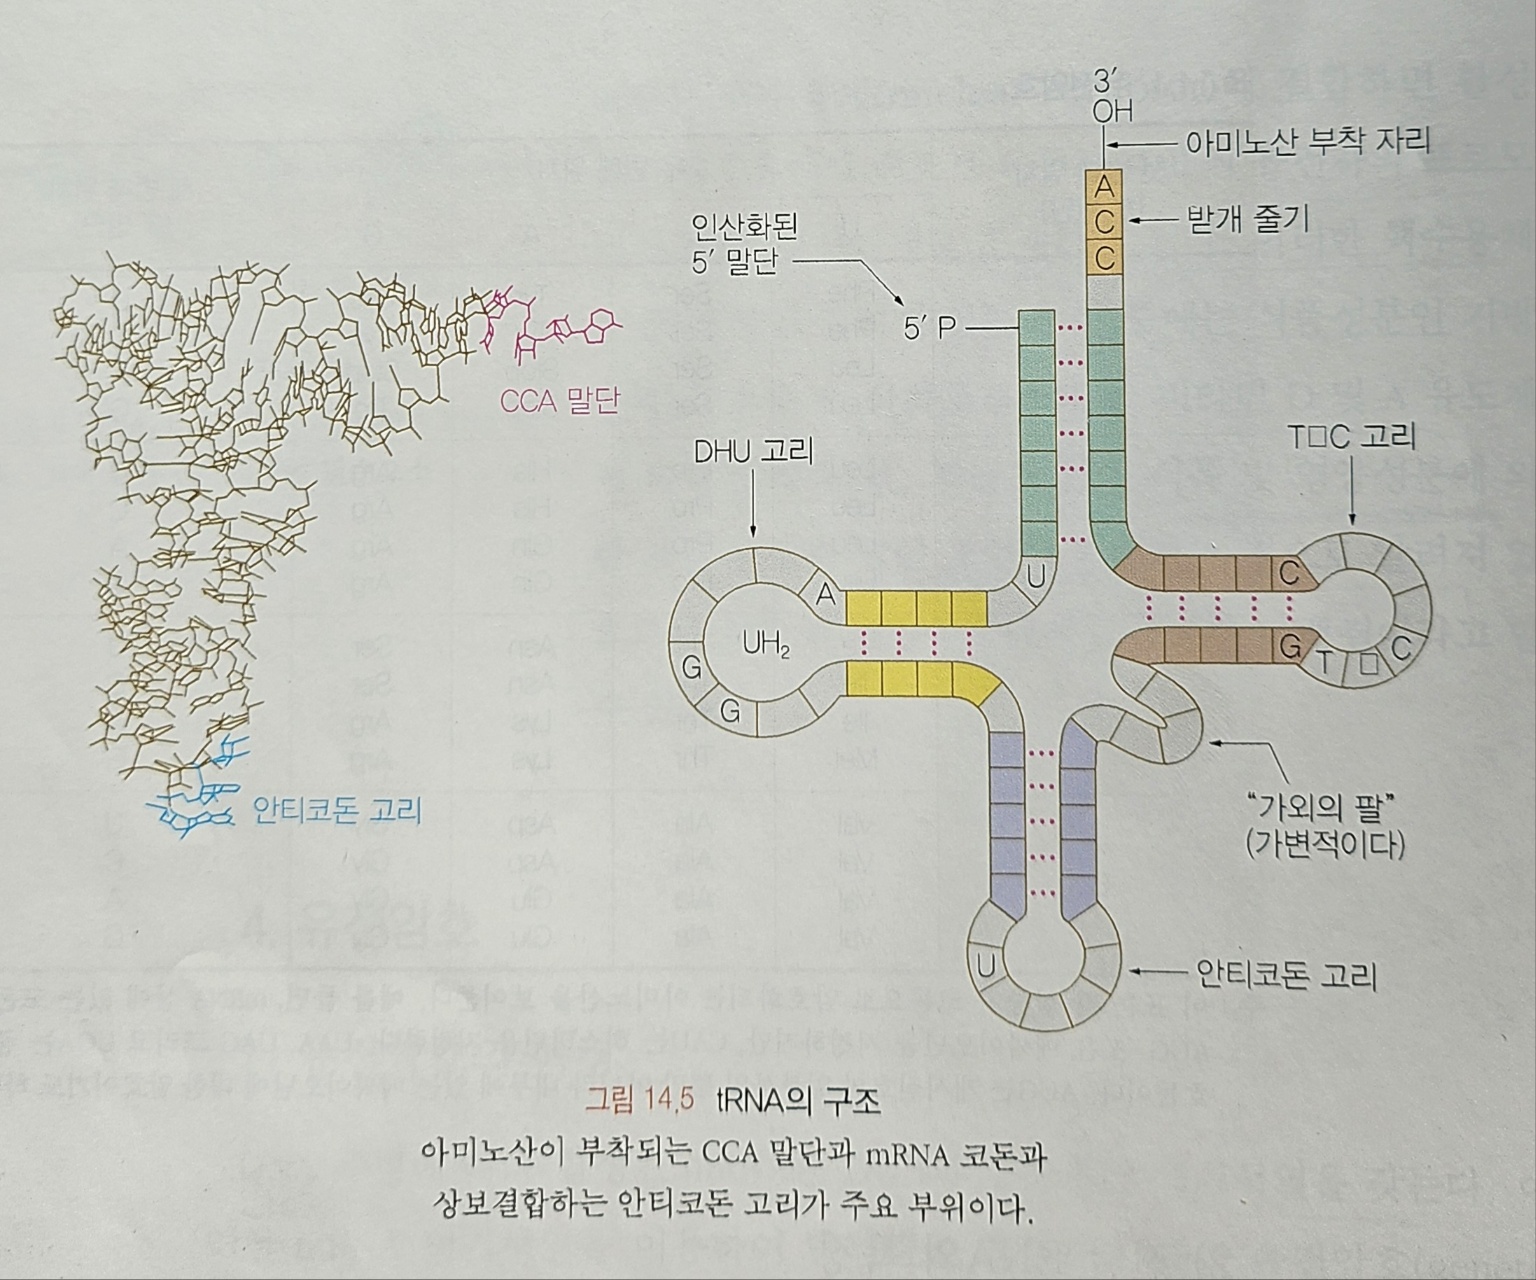 3′
OH
아미노산 부착 자리
A
C
받개 줄기
C
인산화된
5′ 말단
5′ P
CCA 말단
DHU 고리
T□C 고리
U
C
A
UH₂
G
G
G
T
□
C
"가외의 팔"
(가변적이다)
안티코돈 고리
U
안티코돈 고리
그림 14.5 tRNA의 구조
아미노산이 부착되는 CCA 말단과 mRNA 코돈과
상보결합하는 안티코돈 고리가 주요 부위이다.